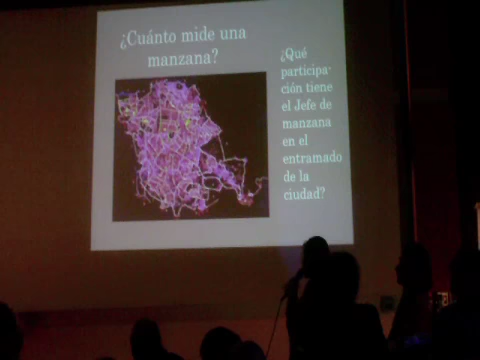 ¿Cuánto mide una
manzana?
¿Qué
participa-
ción tiene
el Jefe de
manzana
en el
entramado
de la
ciudad?